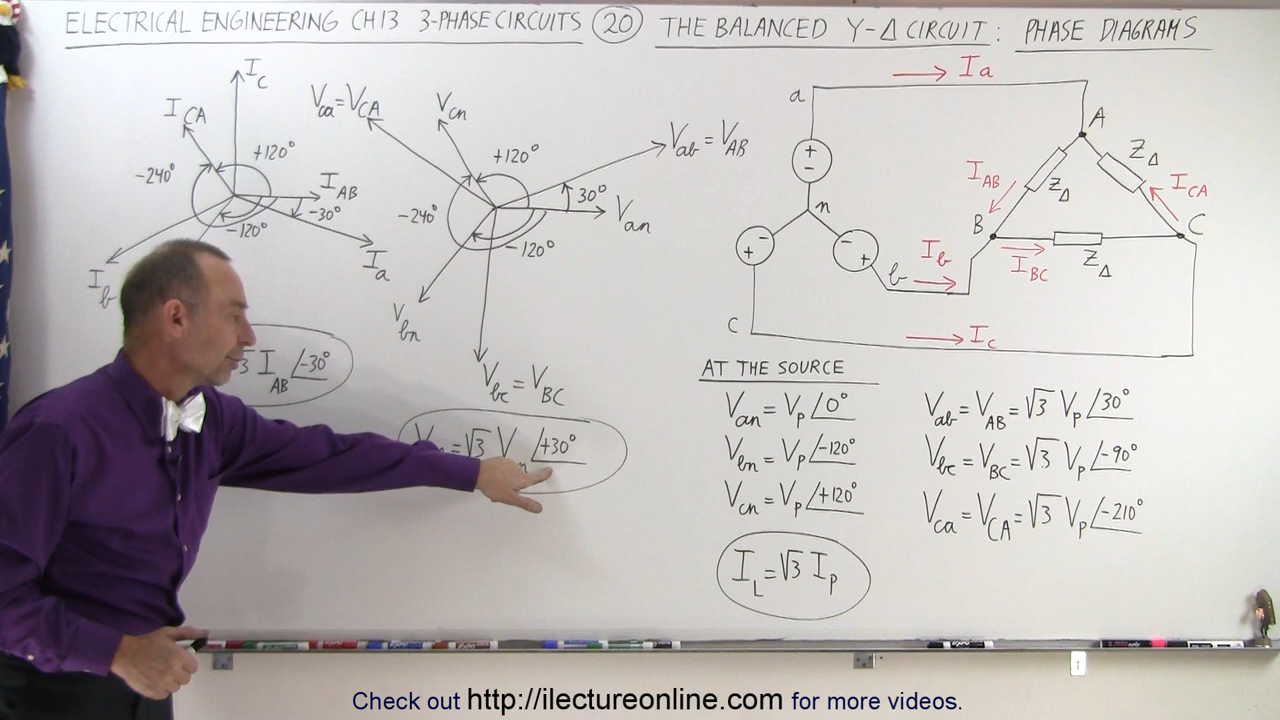 ELECTRICAL ENGINEERING CH13 3-PHASE CIRCUITS 20 THE BALANCED Y-Δ CIRCUIT: PHASE DIAGRAMS
I_C
I_CA
+120°
-240°
I_AB
-30°
-120°
I_a
I_b
V_ca = V_CA
V_cn
+120°
V_ab = V_AB
30°
V_an
-240°
-120°
V_bn
V_bc = V_BC
√3 I_AB ∠-30°
= √3 V ∠+30°
I_a
a
A
Z_Δ
I_AB
Z_Δ
I_CA
n
B
C
I_b
I_BC
Z_Δ
b
C
I_c
+
-
-
+
-
+
AT THE SOURCE
V_an = V_p ∠0°
V_bn = V_p ∠-120°
V_cn = V_p ∠+120°
V_ab = V_AB = √3 V_p ∠30°
V_bc = V_BC = √3 V_p ∠-90°
V_ca = V_CA = √3 V_p ∠-210°
I_L = √3 I_p
Check out http://ilectureonline.com for more videos.